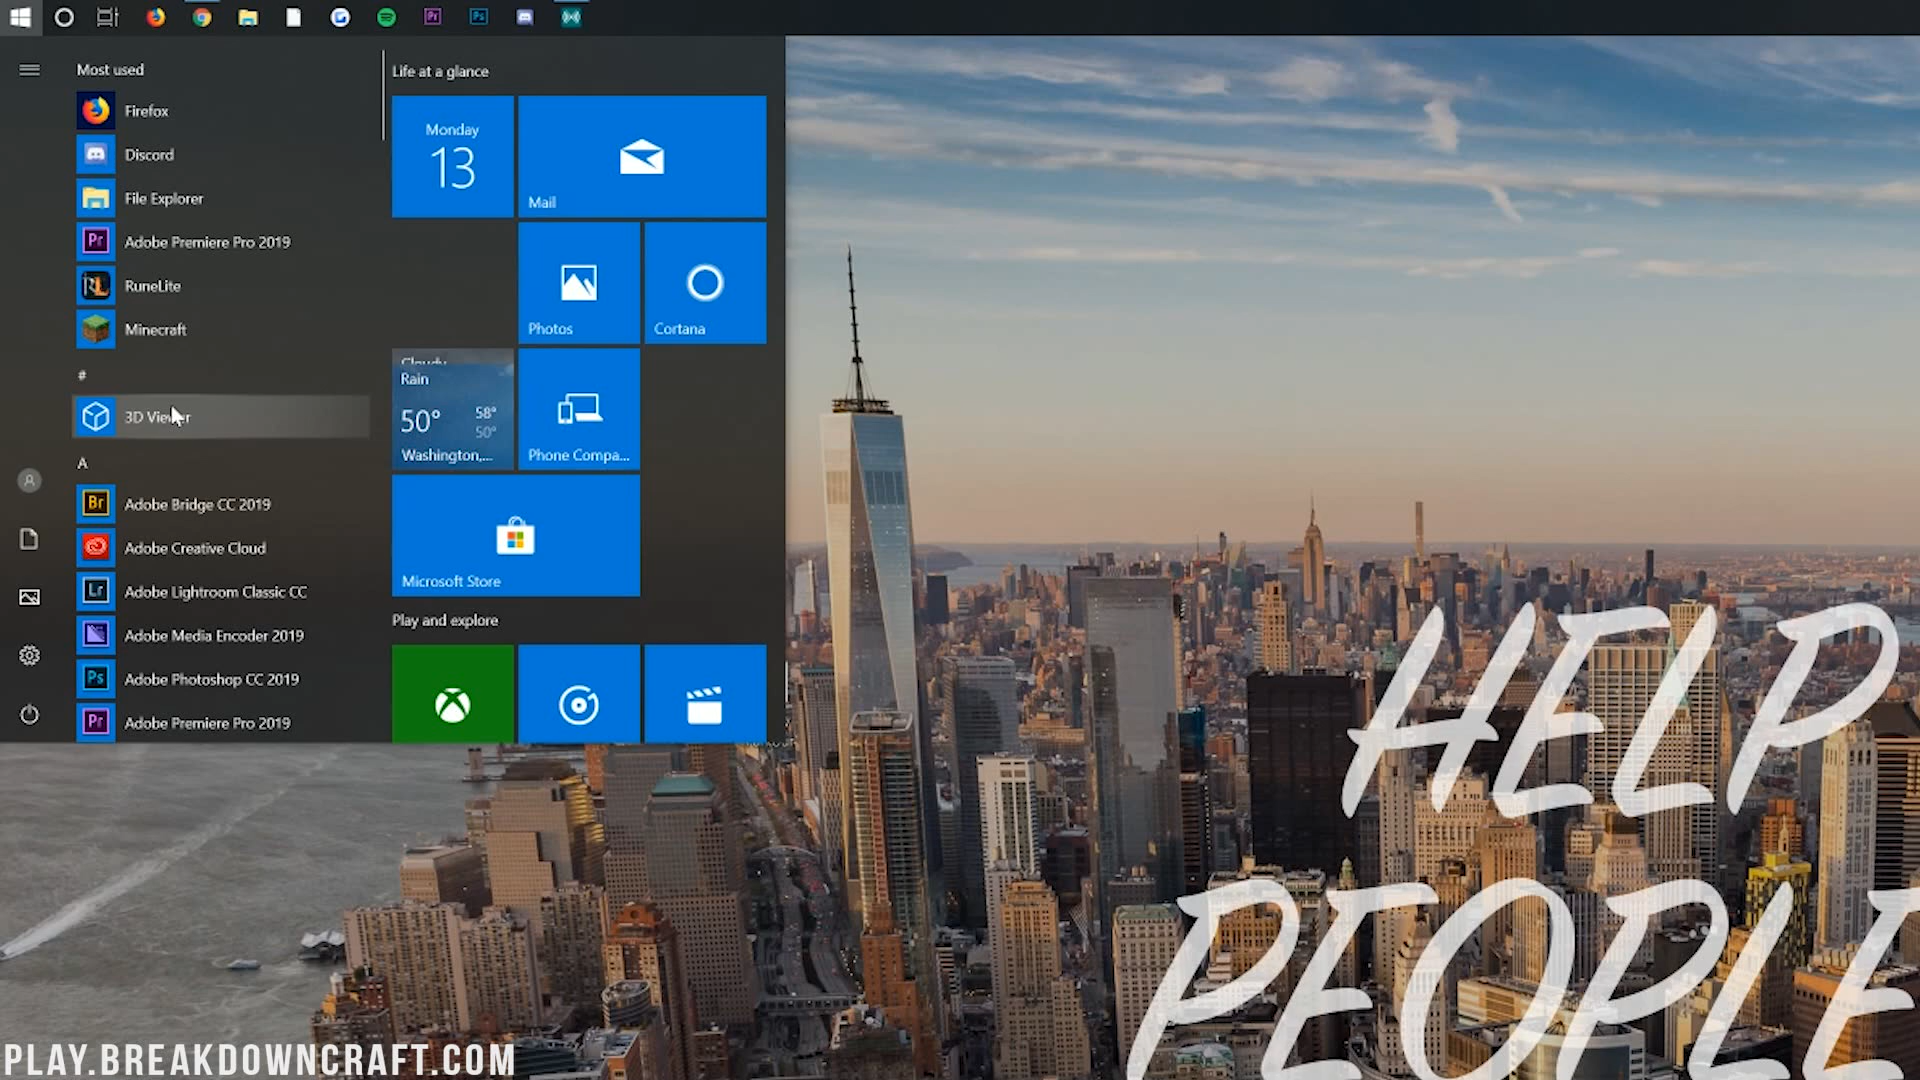 Most used
Firefox
Discord
File Explorer
Adobe Premiere Pro 2019
RuneLite
Minecraft
#
3D Viewer
A
Adobe Bridge CC 2019
Adobe Creative Cloud
Adobe Lightroom Classic CC
Adobe Media Encoder 2019
Adobe Photoshop CC 2019
Adobe Premiere Pro 2019
Life at a glance
Monday
13
Mail
Photos
Cortana
Cloudy
Rain
50° 58°
50°
Washington,...
Phone Compa...
Microsoft Store
Play and explore
HELP
PEOPLE
PLAY.BREAKDOWNCRAFT.COM